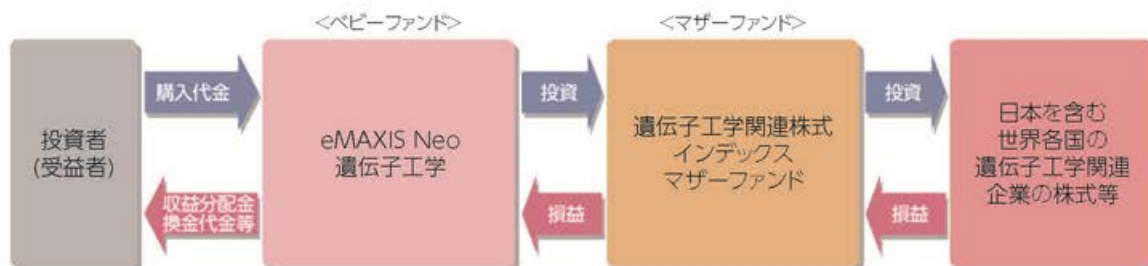 <ベビーファンド>
<マザーファンド>
投資者
(受益者)
購入代金
収益分配金
換金代金等
eMAXIS Neo
遺伝子工学
投資
損益
遺伝子工学関連株式
インデックス
マザーファンド
投資
損益
日本を含む
世界各国の
遺伝子工学関連
企業の株式等